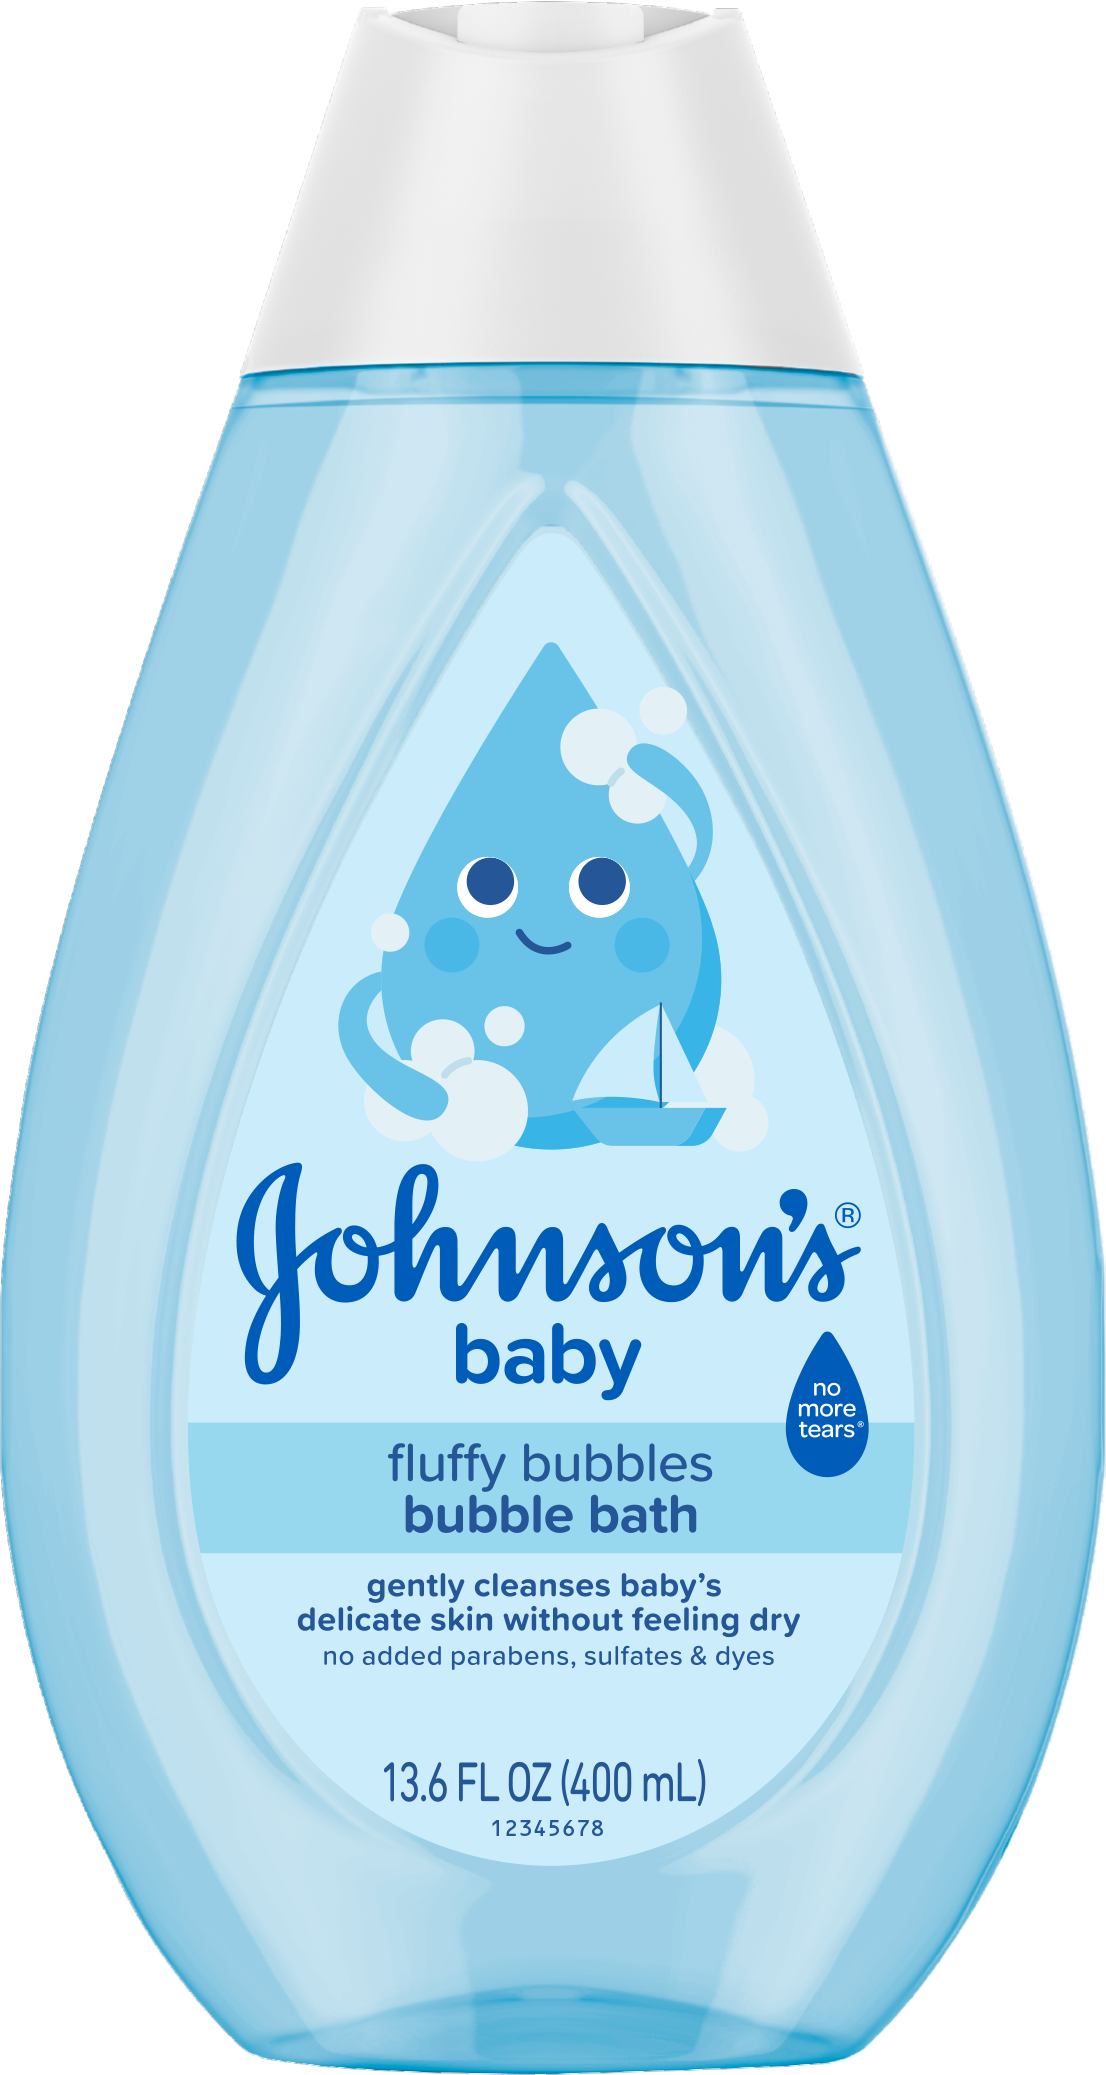 Johnson's®
baby
no
more
tears®
fluffy bubbles
bubble bath
gently cleanses baby's
delicate skin without feeling dry
no added parabens, sulfates & dyes
13.6 FL OZ (400 mL)
12345678